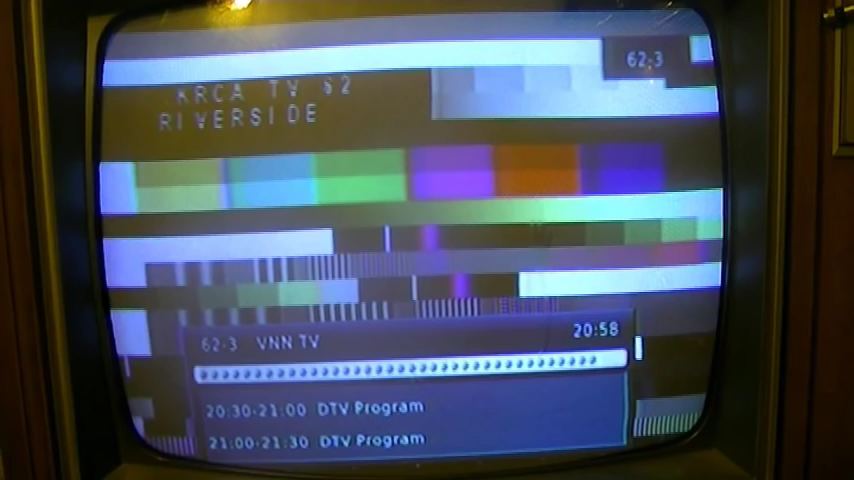 62-3
KRCA TV 62
RIVERSIDE
62-3 VNN TV 20:58
20:30-21:00 DTV Program
21:00-21:30 DTV Program